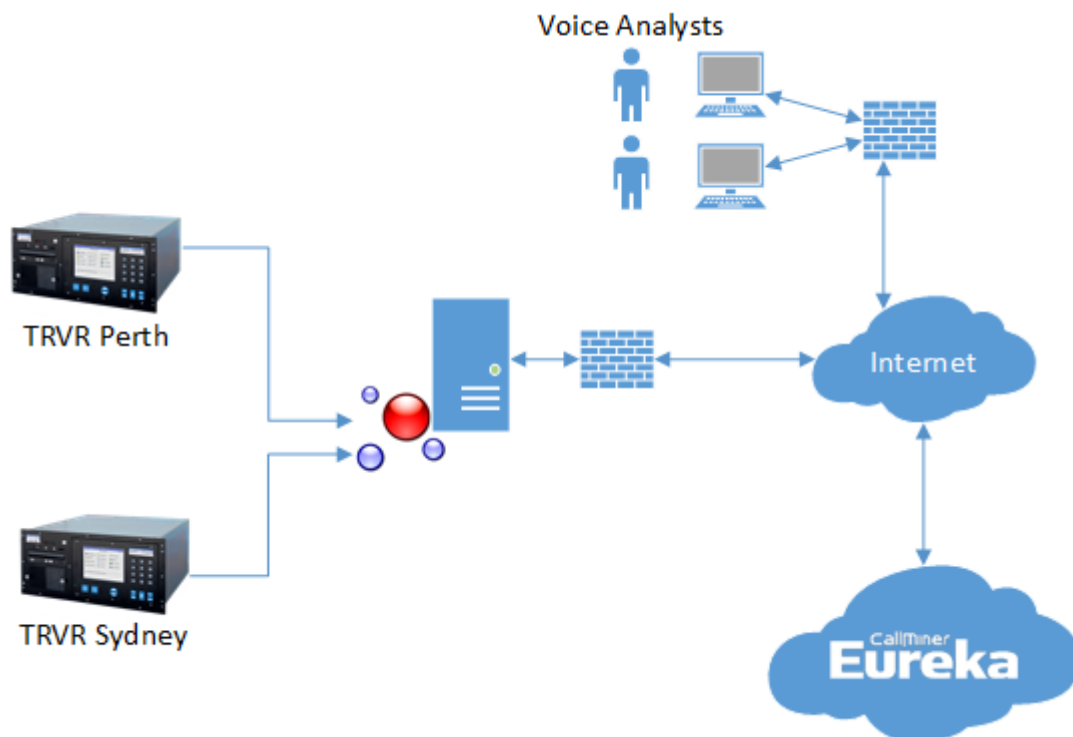 Voice Analysts
TRVR Perth
Internet
TRVR Sydney
CallMiner
Eureka